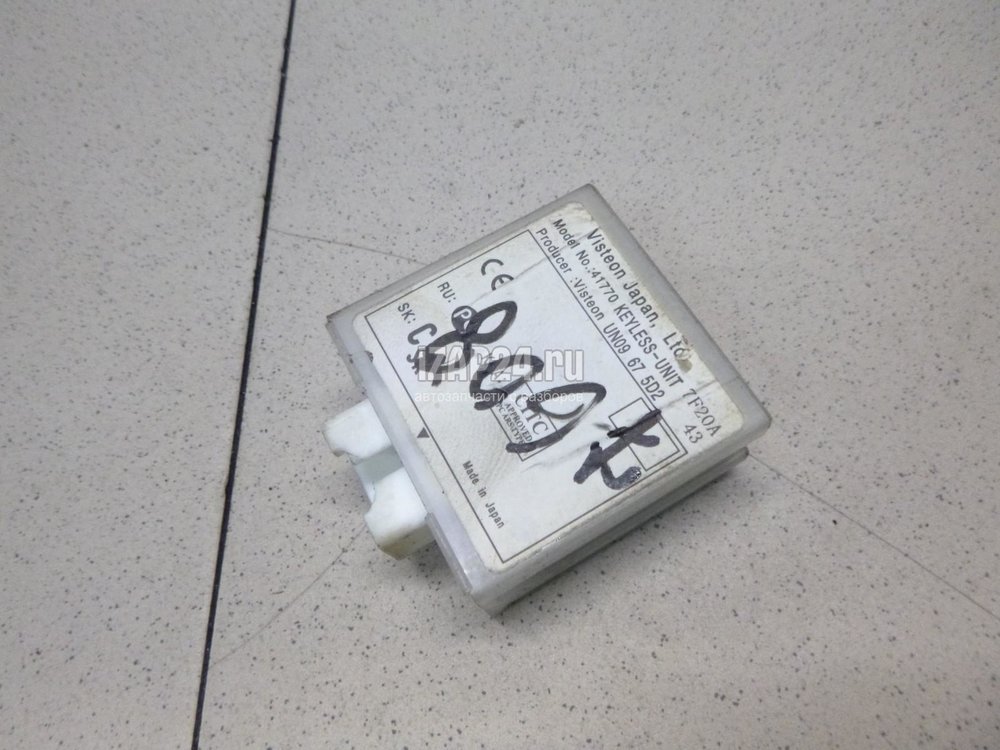 Visteon Japan, Ltd.
Model No.:41770 KEYLESS-UNIT 7F20A
Producer :Visteon UN09 67 5D2 43
CE
RU: P
SK:
APPROVED
Made in Japan
iZAP24.ru
автозапчасти с разборов